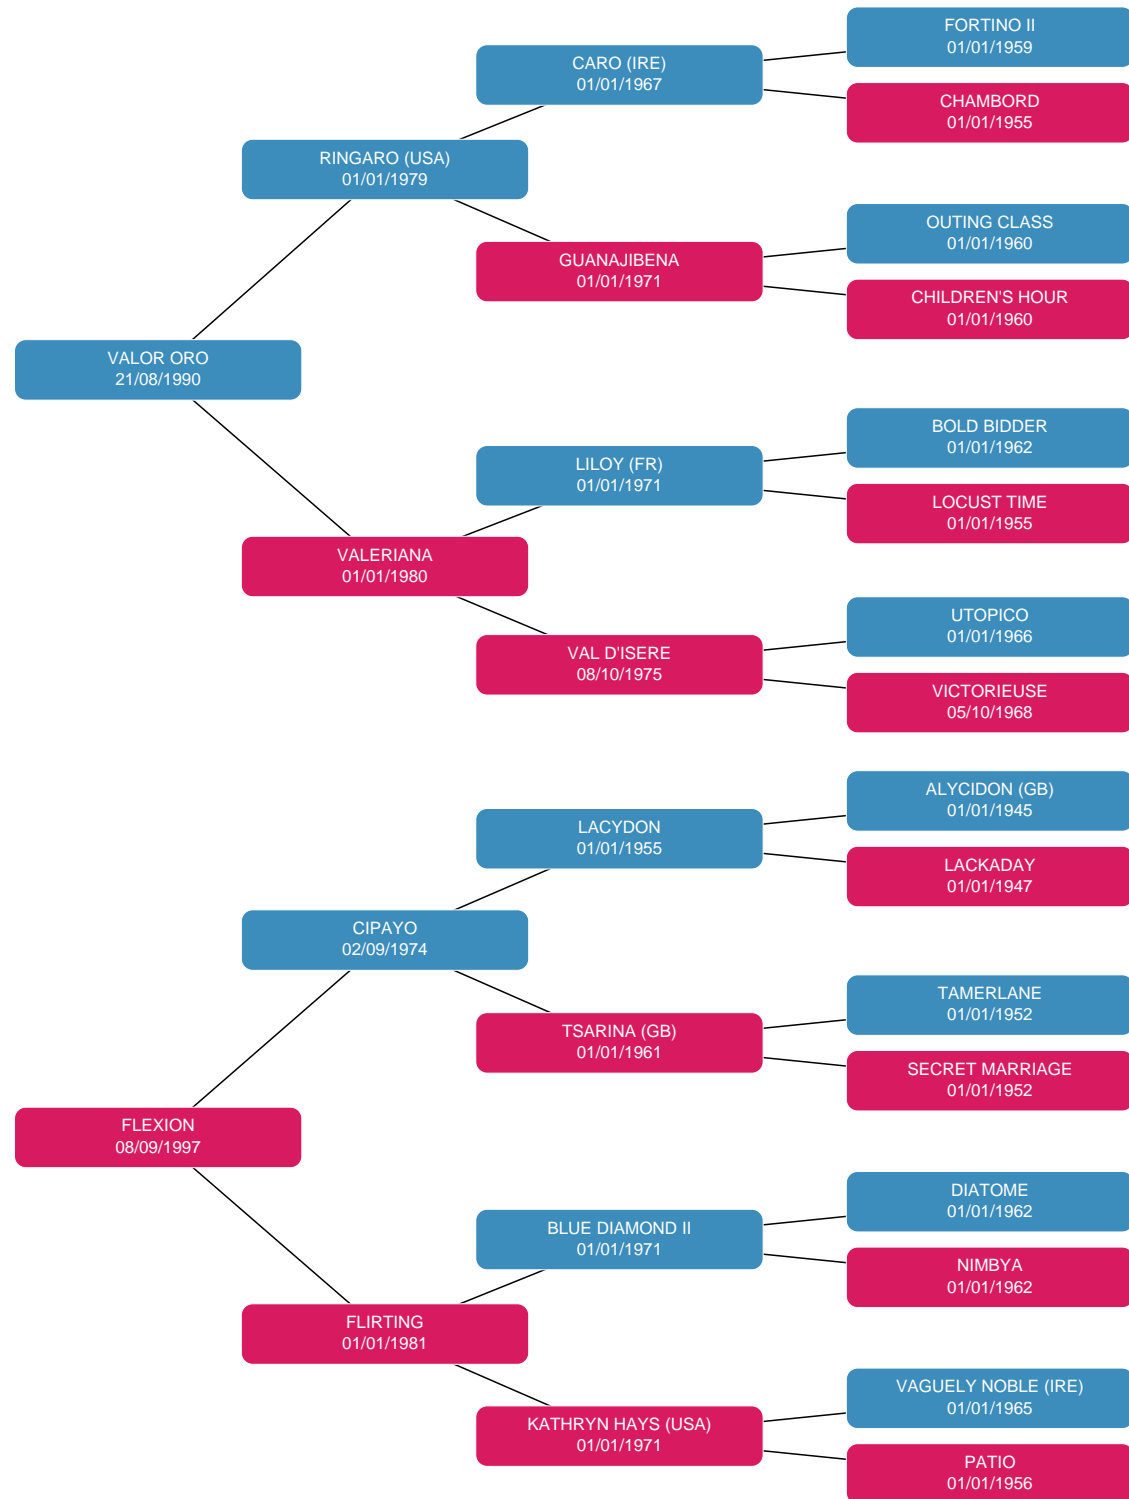 FORTINO II
01/01/1959
CARO (IRE)
01/01/1967
CHAMBORD
01/01/1955
RINGARO (USA)
01/01/1979
OUTING CLASS
01/01/1960
GUANAJIBENA
01/01/1971
CHILDREN'S HOUR
01/01/1960
VALOR ORO
21/08/1990
BOLD BIDDER
01/01/1962
LILOY (FR)
01/01/1971
LOCUST TIME
01/01/1955
VALERIANA
01/01/1980
UTOPICO
01/01/1966
VAL D'ISERE
08/10/1975
VICTORIEUSE
05/10/1968
ALYCIDON (GB)
01/01/1945
LACYDON
01/01/1955
LACKADAY
01/01/1947
CIPAYO
02/09/1974
TAMERLANE
01/01/1952
TSARINA (GB)
01/01/1961
SECRET MARRIAGE
01/01/1952
FLEXION
08/09/1997
DIATOME
01/01/1962
BLUE DIAMOND II
01/01/1971
NIMBYA
01/01/1962
FLIRTING
01/01/1981
VAGUELY NOBLE (IRE)
01/01/1965
KATHRYN HAYS (USA)
01/01/1971
PATIO
01/01/1956